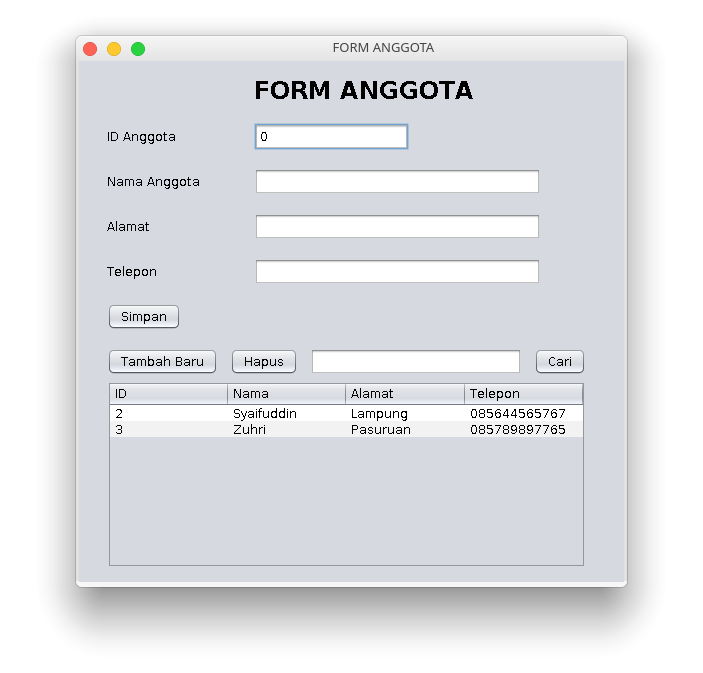 FORM ANGGOTA
FORM ANGGOTA
ID Anggota 0
Nama Anggota
Alamat
Telepon
Simpan
Tambah Baru Hapus Cari
ID Nama Alamat Telepon
2 Syaifuddin Lampung 085644565767
3 Zuhri Pasuruan 085789897765